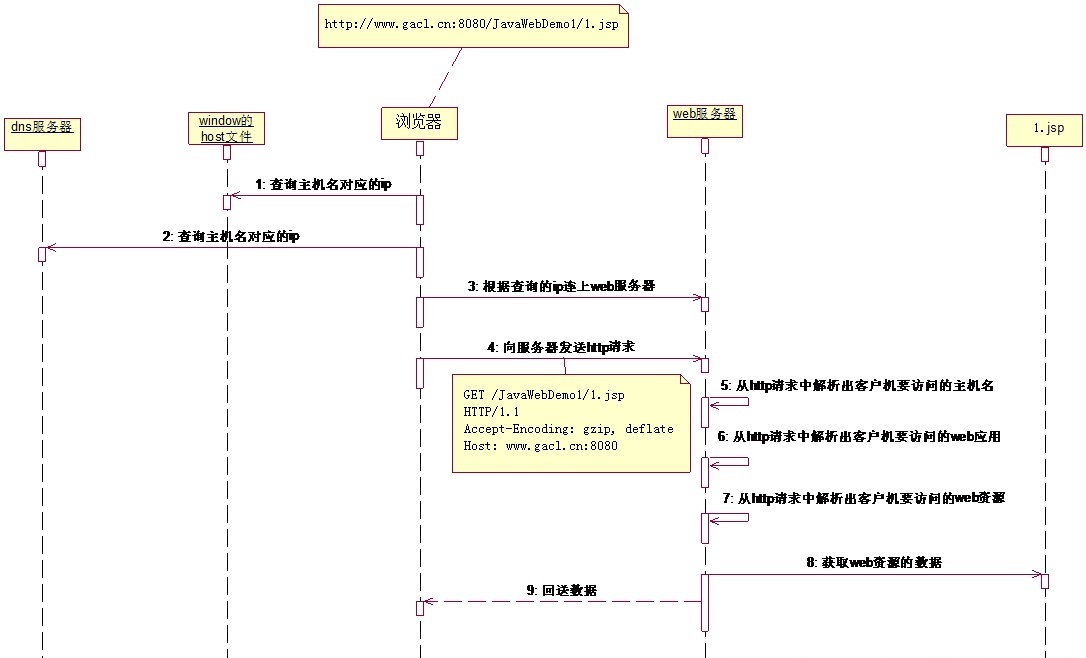 http://www.gacl.cn:8080/JavaWebDemo1/1.jsp
dns服务器
window的
host文件
浏览器
web服务器
1.jsp
1: 查询主机名对应的ip
2: 查询主机名对应的ip
3: 根据查询的ip连上web服务器
4: 向服务器发送http请求
GET /JavaWebDemo1/1.jsp
HTTP/1.1
Accept-Encoding: gzip, deflate
Host: www.gacl.cn:8080
5: 从http请求中解析出客户机要访问的主机名
6: 从http请求中解析出客户机要访问的web应用
7: 从http请求中解析出客户机要访问的web资源
8: 获取web资源的数据
9: 回送数据